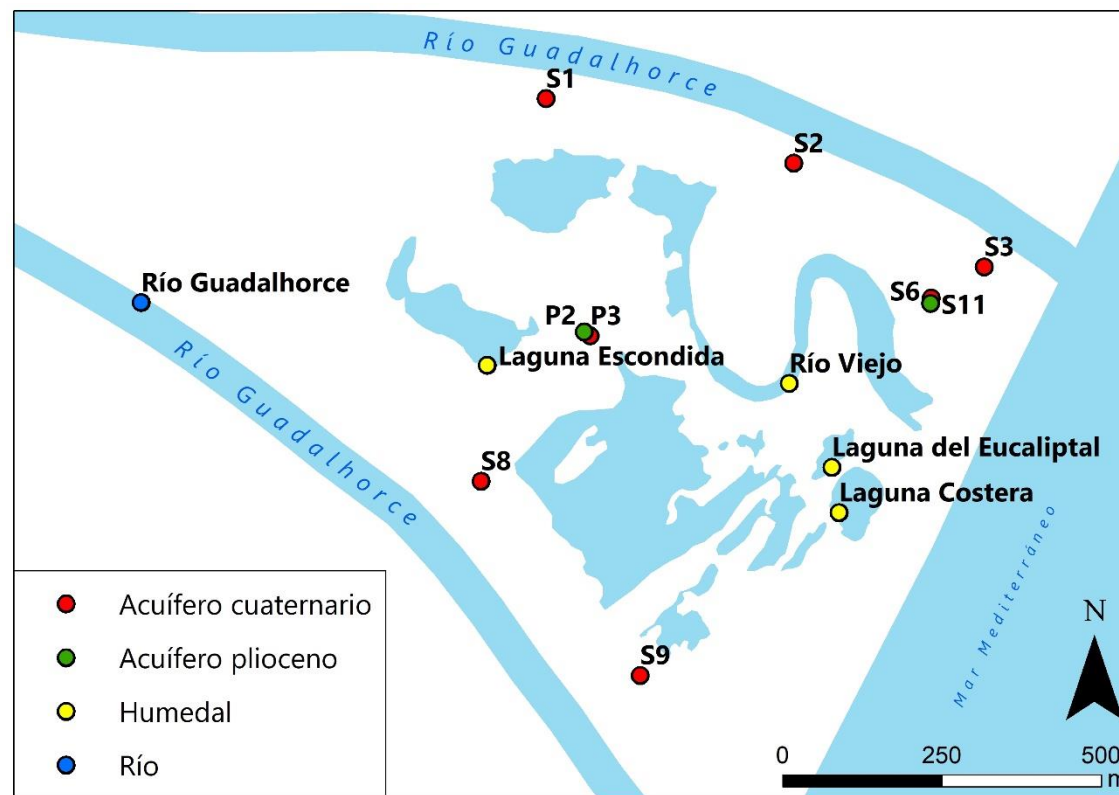 Río Guadalhorce
S1
S2
S3
Río Guadalhorce
S6
S11
P2
P3
Laguna Escondida
Río Viejo
Río Guadalhorce
S8
Laguna del Eucaliptal
Laguna Costera
Mar Mediterráneo
S9
Acuífero cuaternario
Acuífero plioceno
Humedal
Río
N
0 250 500
m